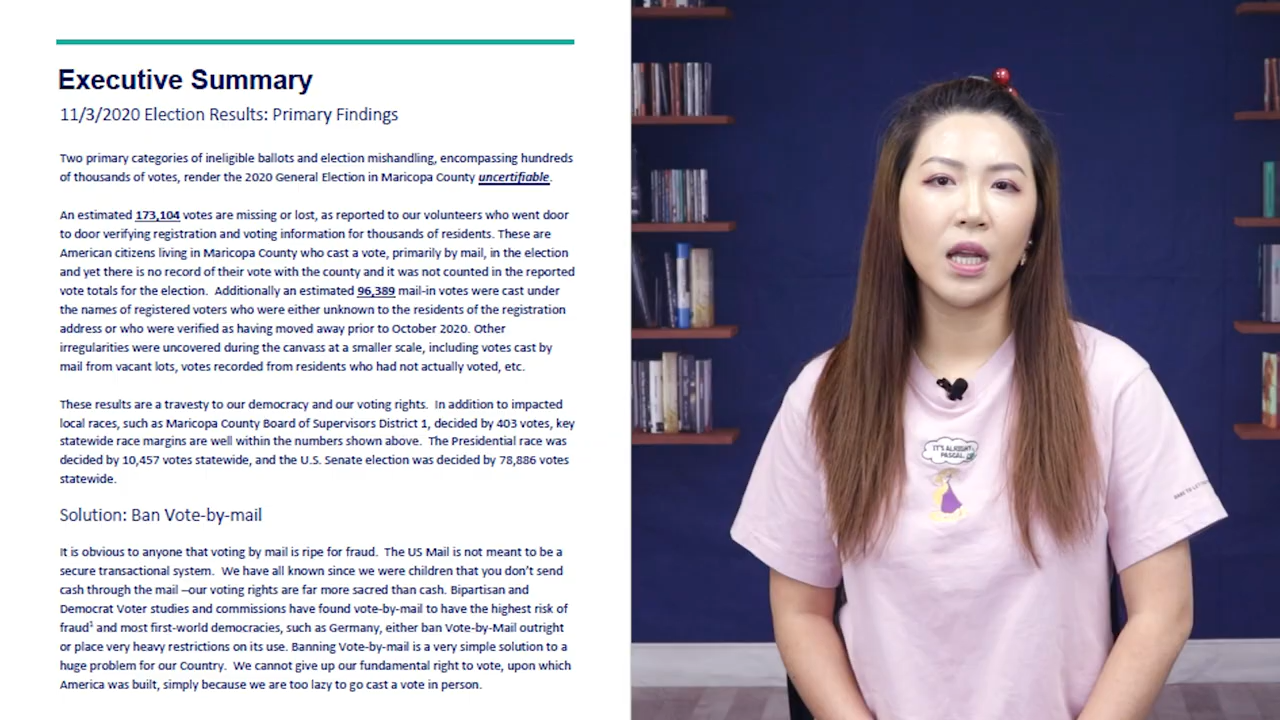 Executive Summary
11/3/2020 Election Results: Primary Findings
Two primary categories of ineligible ballots and election mishandling, encompassing hundreds
of thousands of votes, render the 2020 General Election in Maricopa County uncertifiable.
An estimated 173,104 votes are missing or lost, as reported to our volunteers who went door
to door verifying registration and voting information for thousands of residents. These are
American citizens living in Maricopa County who cast a vote, primarily by mail, in the election
and yet there is no record of their vote with the county and it was not counted in the reported
vote totals for the election. Additionally an estimated 96,389 mail-in votes were cast under
the names of registered voters who were either unknown to the residents of the registration
address or who were verified as having moved away prior to October 2020. Other
irregularities were uncovered during the canvass at a smaller scale, including votes cast by
mail from vacant lots, votes recorded from residents who had not actually voted, etc.
These results are a travesty to our democracy and our voting rights. In addition to impacted
local races, such as Maricopa County Board of Supervisors District 1, decided by 403 votes, key
statewide race margins are well within the numbers shown above. The Presidential race was
decided by 10,457 votes statewide, and the U.S. Senate election was decided by 78,886 votes
statewide.
Solution: Ban Vote-by-mail
It is obvious to anyone that voting by mail is ripe for fraud. The US Mail is not meant to be a
secure transactional system. We have all known since we were children that you don't send
cash through the mail –our voting rights are far more sacred than cash. Bipartisan and
Democrat Voter studies and commissions have found vote-by-mail to have the highest risk of
fraud¹ and most first-world democracies, such as Germany, either ban Vote-by-Mail outright
or place very heavy restrictions on its use. Banning Vote-by-mail is a very simple solution to a
huge problem for our Country. We cannot give up our fundamental right to vote, upon which
America was built, simply because we are too lazy to go cast a vote in person.
IT'S ALRIGHT
PASCAL